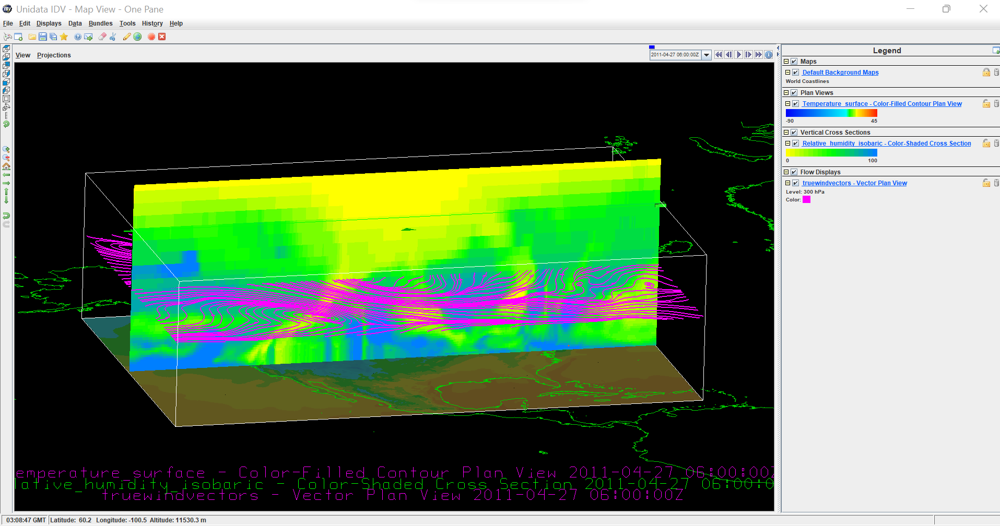 Unidata IDV - Map View - One Pane
File Edit Displays Data Bundles Tools History Help
View Projections
2011-04-27 06:00:00Z
Legend
Maps
Default Background Maps
World Coastlines
Plan Views
Temperature_surface - Color-Filled Contour Plan View
-90 45
Vertical Cross Sections
Relative_humidity_isobaric - Color-Shaded Cross Section
0 100
Flow Displays
truewindvectors - Vector Plan View
Level: 300 hPa
Color:
emperature_surface - Color-Filled Contour Plan View 2011-04-27 06:00:00Z
lative_humidity_isobaric - Color-Shaded Cross Section 2011-04-27 06:00:0
truewindvectors - Vector Plan View 2011-04-27 06:00:00Z
03:08:47 GMT Latitude: 60.2 Longitude: -100.5 Altitude: 11530.3 m